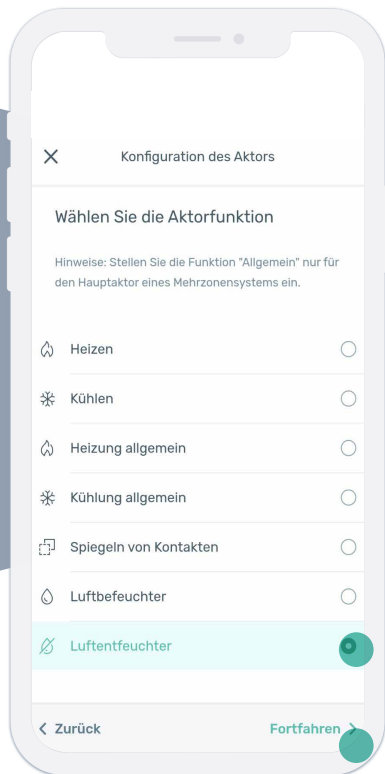 Konfiguration des Aktors
Wählen Sie die Aktorfunktion
Hinweise: Stellen Sie die Funktion "Allgemein" nur für
den Hauptaktor eines Mehrzonensystems ein.
Heizen
Kühlen
Heizung allgemein
Kühlung allgemein
Spiegeln von Kontakten
Luftbefeuchter
Luftentfeuchter
Zurück Fortfahren